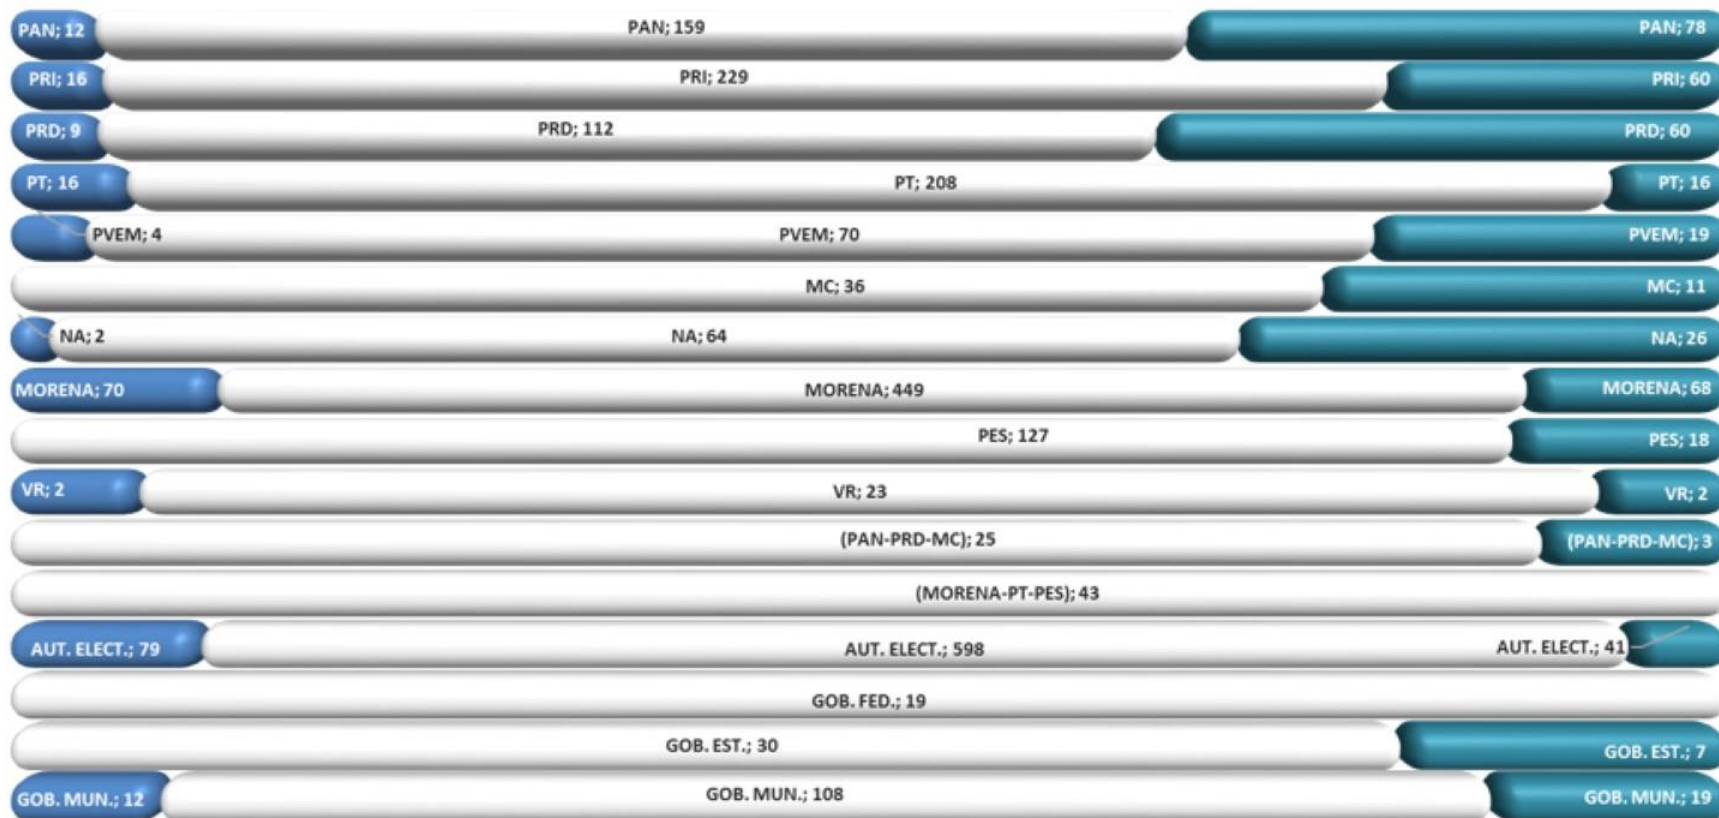 PAN; 12 PAN; 159 PAN; 78
PRI; 16 PRI; 229 PRI; 60
PRD; 9 PRD; 112 PRD; 60
PT; 16 PT; 208 PT; 16
PVEM; 4 PVEM; 70 PVEM; 19
MC; 36 MC; 11
NA; 2 NA; 64 NA; 26
MORENA; 70 MORENA; 449 MORENA; 68
PES; 127 PES; 18
VR; 2 VR; 23 VR; 2
(PAN-PRD-MC); 25 (PAN-PRD-MC); 3
(MORENA-PT-PES); 43
AUT. ELECT.; 79 AUT. ELECT.; 598 AUT. ELECT.; 41
GOB. FED.; 19
GOB. EST.; 30 GOB. EST.; 7
GOB. MUN.; 12 GOB. MUN.; 108 GOB. MUN.; 19